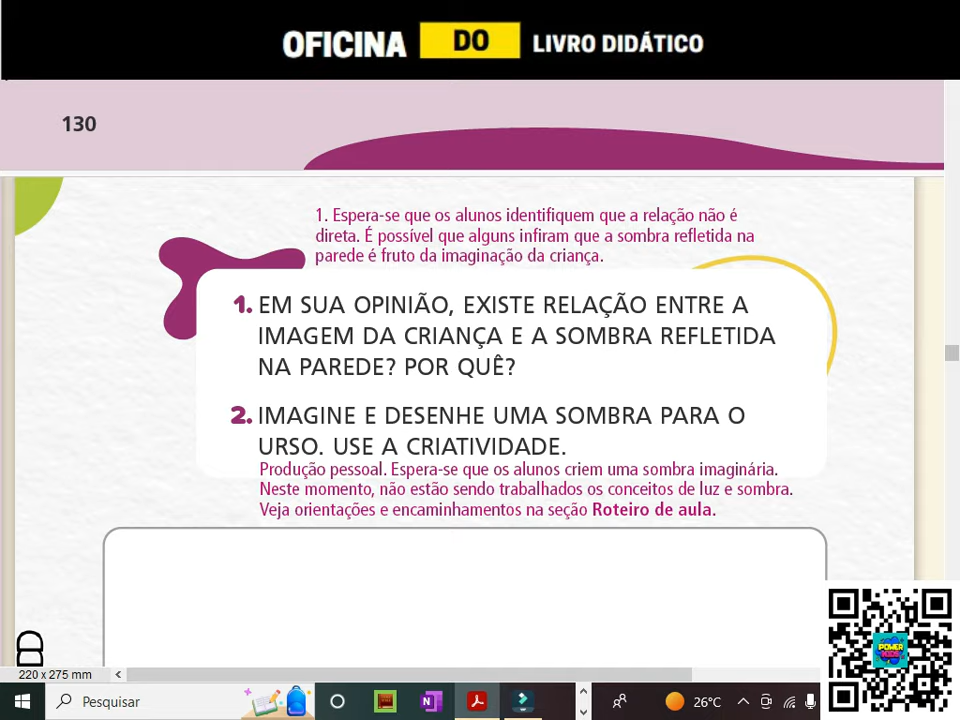 OFICINA DO LIVRO DIDÁTICO
130
1. Espera-se que os alunos identifiquem que a relação não é
direta. É possível que alguns infiram que a sombra refletida na
parede é fruto da imaginação da criança.
1. EM SUA OPINIÃO, EXISTE RELAÇÃO ENTRE A
IMAGEM DA CRIANÇA E A SOMBRA REFLETIDA
NA PAREDE? POR QUÊ?
2. IMAGINE E DESENHE UMA SOMBRA PARA O
URSO. USE A CRIATIVIDADE.
Produção pessoal. Espera-se que os alunos criem uma sombra imaginária.
Neste momento, não estão sendo trabalhados os conceitos de luz e sombra.
Veja orientações e encaminhamentos na seção Roteiro de aula.
POWER
KIDS
220 x 275 mm
Pesquisar
26°C